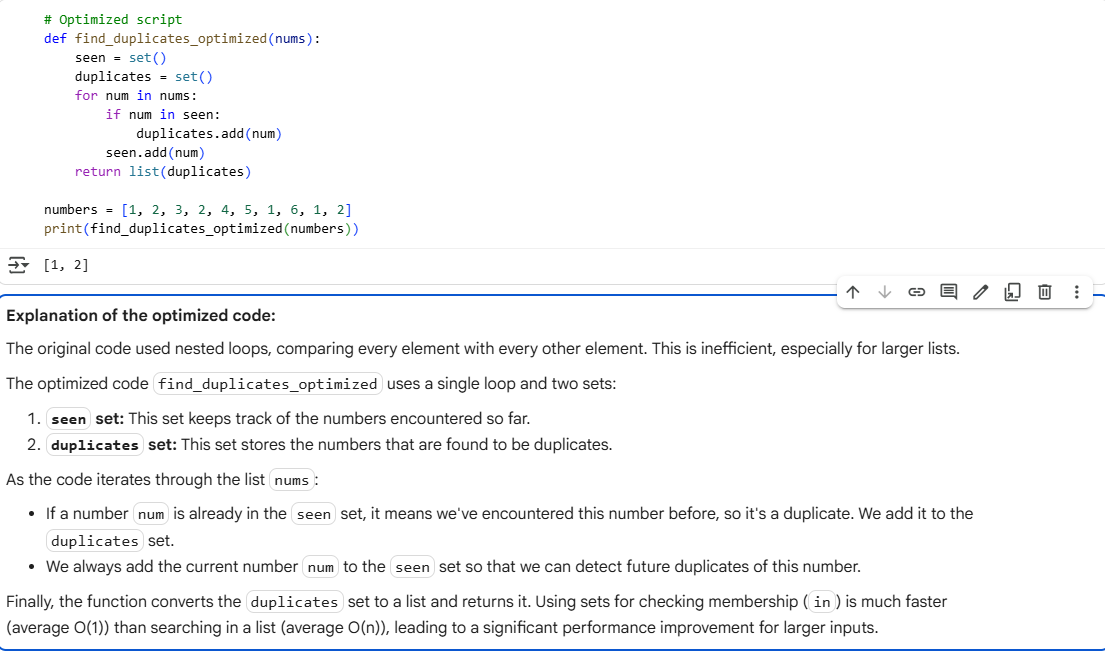 # Optimized script
def find_duplicates_optimized(nums):
    seen = set()
    duplicates = set()
    for num in nums:
        if num in seen:
            duplicates.add(num)
        seen.add(num)
    return list(duplicates)

numbers = [1, 2, 3, 2, 4, 5, 1, 6, 1, 2]
print(find_duplicates_optimized(numbers))
[1, 2]
Explanation of the optimized code:
The original code used nested loops, comparing every element with every other element. This is inefficient, especially for larger lists.
The optimized code find_duplicates_optimized uses a single loop and two sets:
1. seen set: This set keeps track of the numbers encountered so far.
2. duplicates set: This set stores the numbers that are found to be duplicates.
As the code iterates through the list nums:
• If a number num is already in the seen set, it means we've encountered this number before, so it's a duplicate. We add it to the
duplicates set.
• We always add the current number num to the seen set so that we can detect future duplicates of this number.
Finally, the function converts the duplicates set to a list and returns it. Using sets for checking membership (in) is much faster
(average O(1)) than searching in a list (average O(n)), leading to a significant performance improvement for larger inputs.